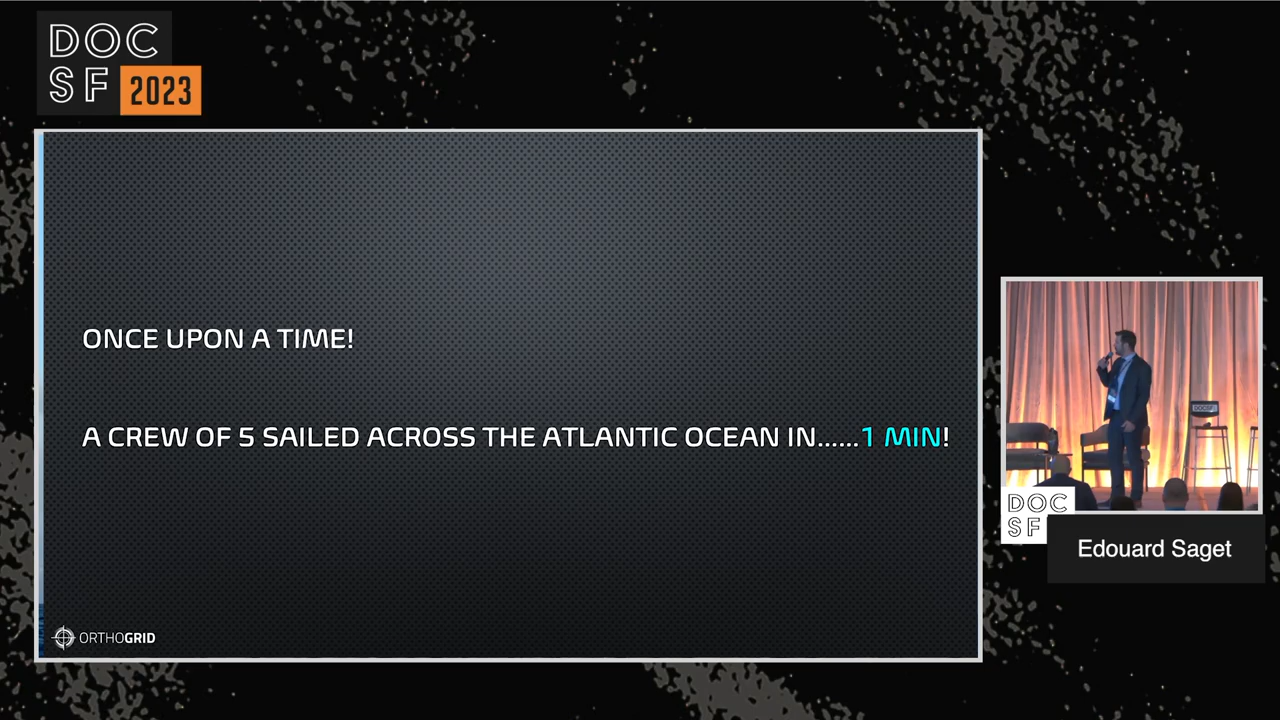 DOC
SF 2023
ONCE UPON A TIME!
A CREW OF 5 SAILED ACROSS THE ATLANTIC OCEAN IN......1 MIN!
ORTHOGRID
DOCSF
DOC
SF
Edouard Saget